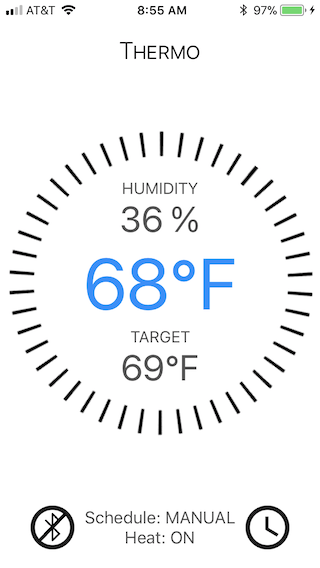 AT&T 8:55 AM 97%
Thermo
HUMIDITY
36 %
68°F
TARGET
69°F
Schedule: MANUAL
Heat: ON